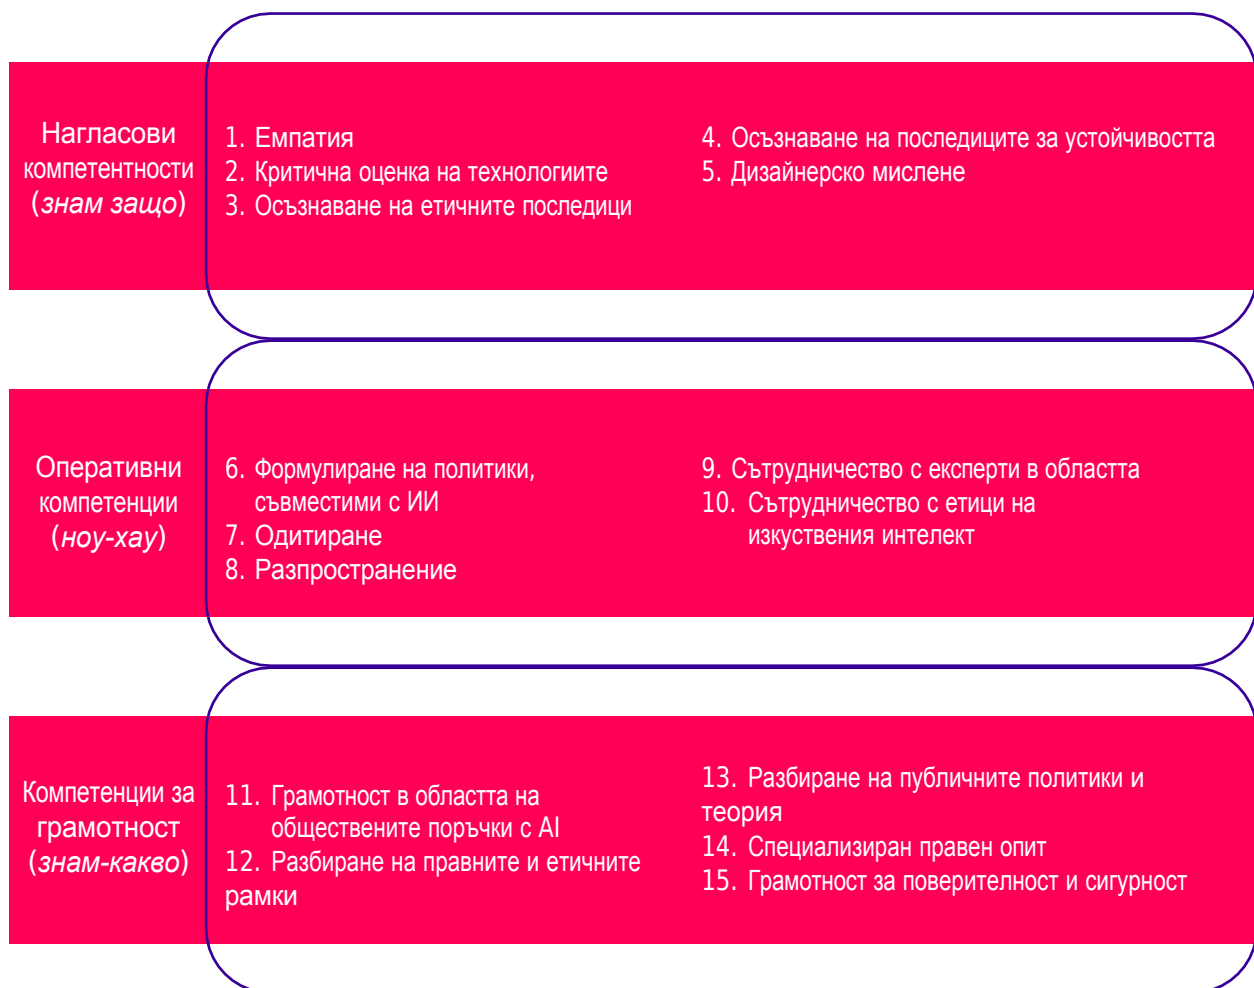 Нагласови
компетентности
(знам защо)
1. Емпатия
2. Критична оценка на технологиите
3. Осъзнаване на етичните последици
4. Осъзнаване на последиците за устойчивостта
5. Дизайнерско мислене
Оперативни
компетенции
(ноу-хау)
6. Формулиране на политики,
съвместими с ИИ
7. Одитиране
8. Разпространение
9. Сътрудничество с експерти в областта
10. Сътрудничество с етици на
изкуствения интелект
Компетенции за
грамотност
(знам-какво)
11. Грамотност в областта на
обществените поръчки с AI
12. Разбиране на правните и етичните
рамки
13. Разбиране на публичните политики и
теория
14. Специализиран правен опит
15. Грамотност за поверителност и сигурност